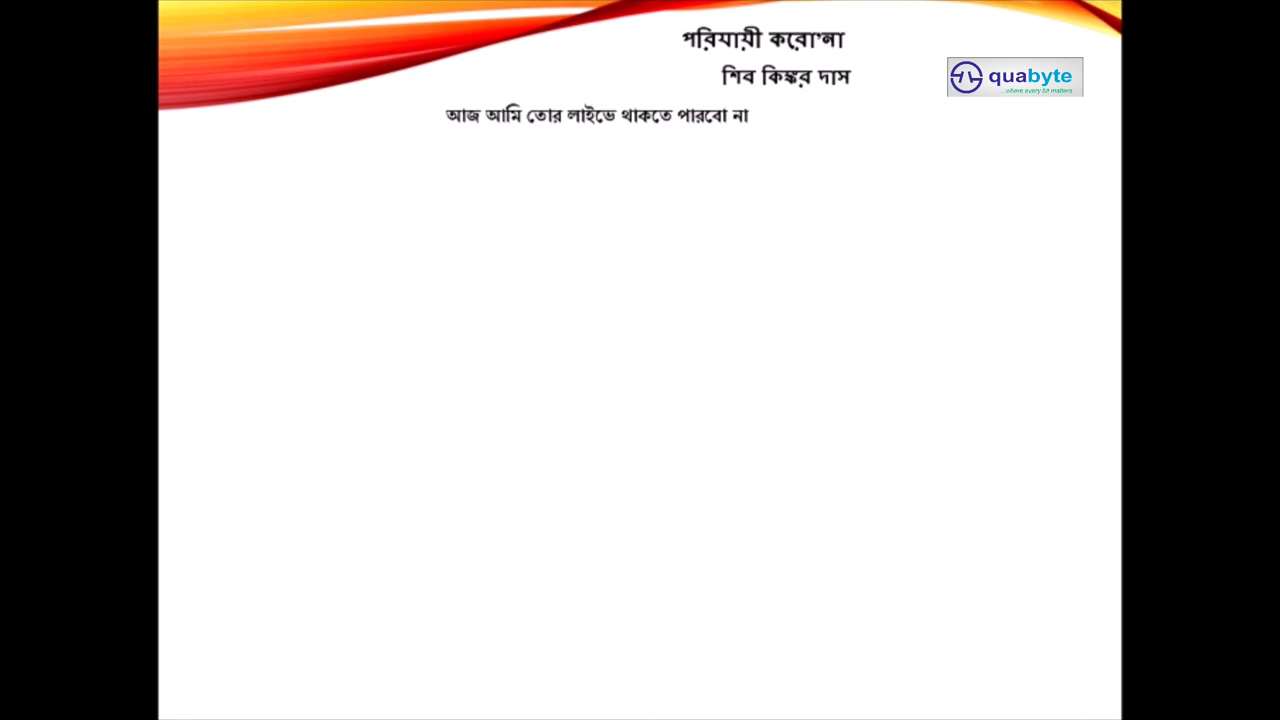 পরিযায়ী করো'না
শিব কিঙ্কর দাস
quabyte
...where every bit matters
আজ আমি তোর লাইভে থাকতে পারবো না